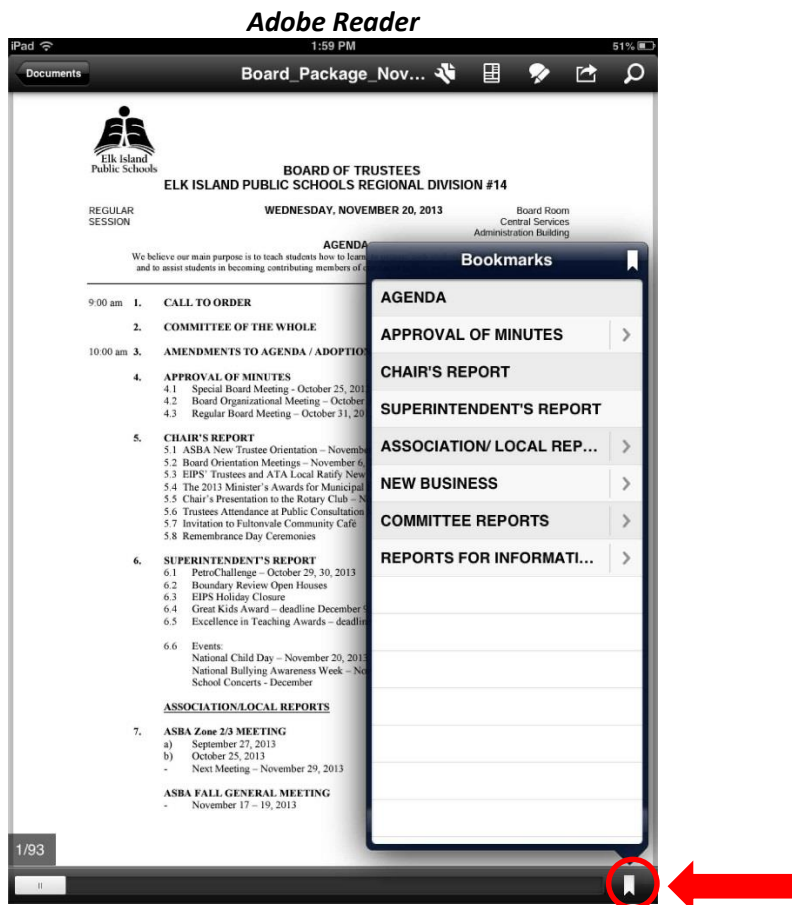 Adobe Reader
iPad 1:59 PM 51%
Documents Board_Package_Nov...
Elk Island
Public Schools
BOARD OF TRUSTEES
ELK ISLAND PUBLIC SCHOOLS REGIONAL DIVISION #14
REGULAR WEDNESDAY, NOVEMBER 20, 2013 Board Room
SESSION Central Services
Administration Building
AGENDA
We believe our main purpose is to teach students how to learn
and to assist students in becoming contributing members of
9:00 am 1. CALL TO ORDER
2. COMMITTEE OF THE WHOLE
10:00 am 3. AMENDMENTS TO AGENDA / ADOPTION
4. APPROVAL OF MINUTES
4.1 Special Board Meeting - October 25, 201
4.2 Board Organizational Meeting – October
4.3 Regular Board Meeting – October 31, 20
5. CHAIR'S REPORT
5.1 ASBA New Trustee Orientation – Novemb
5.2 Board Orientation Meetings – November 6,
5.3 EIPS' Trustees and ATA Local Ratify New
5.4 The 2013 Minister's Awards for Municipal
5.5 Chair's Presentation to the Rotary Club – N
5.6 Trustees Attendance at Public Consultation
5.7 Invitation to Fultonvale Community Café
5.8 Remembrance Day Ceremonies
6. SUPERINTENDENT'S REPORT
6.1 PetroChallenge – October 29, 30, 2013
6.2 Boundary Review Open Houses
6.3 EIPS Holiday Closure
6.4 Great Kids Award – deadline December 9
6.5 Excellence in Teaching Awards – deadlin
6.6 Events:
National Child Day – November 20, 2013
National Bullying Awareness Week – No
School Concerts - December
ASSOCIATION/LOCAL REPORTS
7. ASBA Zone 2/3 MEETING
a) September 27, 2013
b) October 25, 2013
- Next Meeting – November 29, 2013
ASBA FALL GENERAL MEETING
- November 17 – 19, 2013
Bookmarks
AGENDA
APPROVAL OF MINUTES
CHAIR'S REPORT
SUPERINTENDENT'S REPORT
ASSOCIATION/ LOCAL REP...
NEW BUSINESS
COMMITTEE REPORTS
REPORTS FOR INFORMATI...
1/93